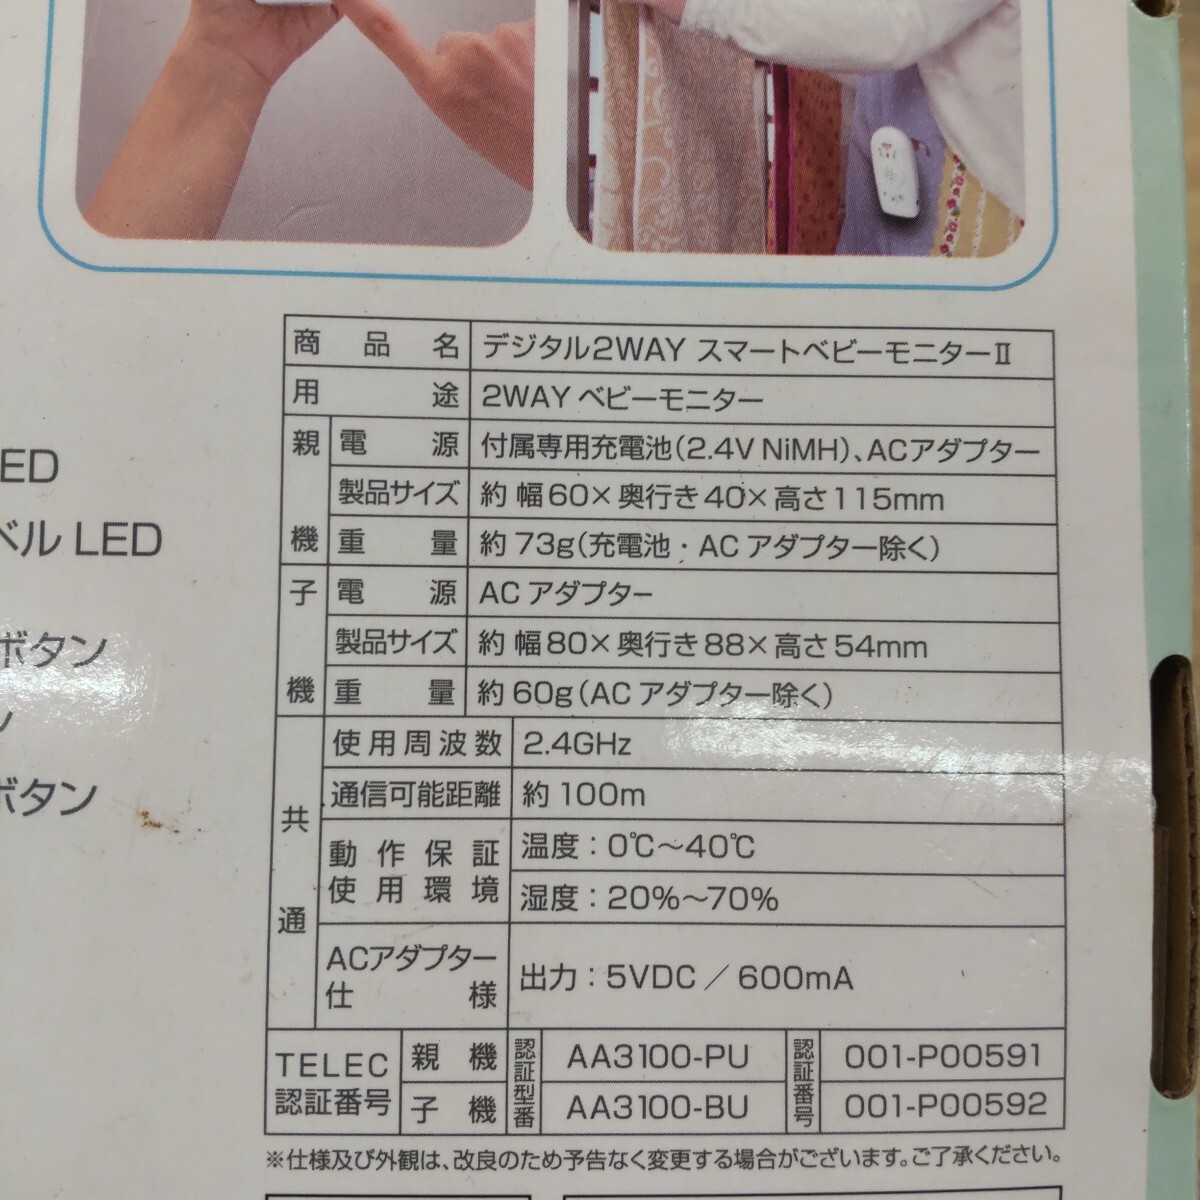 ED
ベル LED
ボタン
ン
ボタン
商品名 デジタル2WAY スマートベビーモニターⅡ
用途 2WAY ベビーモニター
親機 電源 付属専用充電池(2.4V NiMH)、ACアダプター
製品サイズ 約 幅60×奥行き40×高さ115mm
重量 約 73g(充電池・AC アダプター除く)
子機 電源 AC アダプター
製品サイズ 約 幅80×奥行き88×高さ54mm
重量 約 60g(AC アダプター除く)
共通 使用周波数 2.4GHz
通信可能距離 約 100m
動作保証
使用環境
温度：0℃～40℃
湿度：20%～70%
ACアダプター
仕様
出力：5VDC／600mA
TELEC
認証番号
親機 認証型番 AA3100-PU 認証番号 001-P00591
子機 AA3100-BU 001-P00592
※仕様及び外観は、改良のため予告なく変更する場合がございます。ご了承ください。